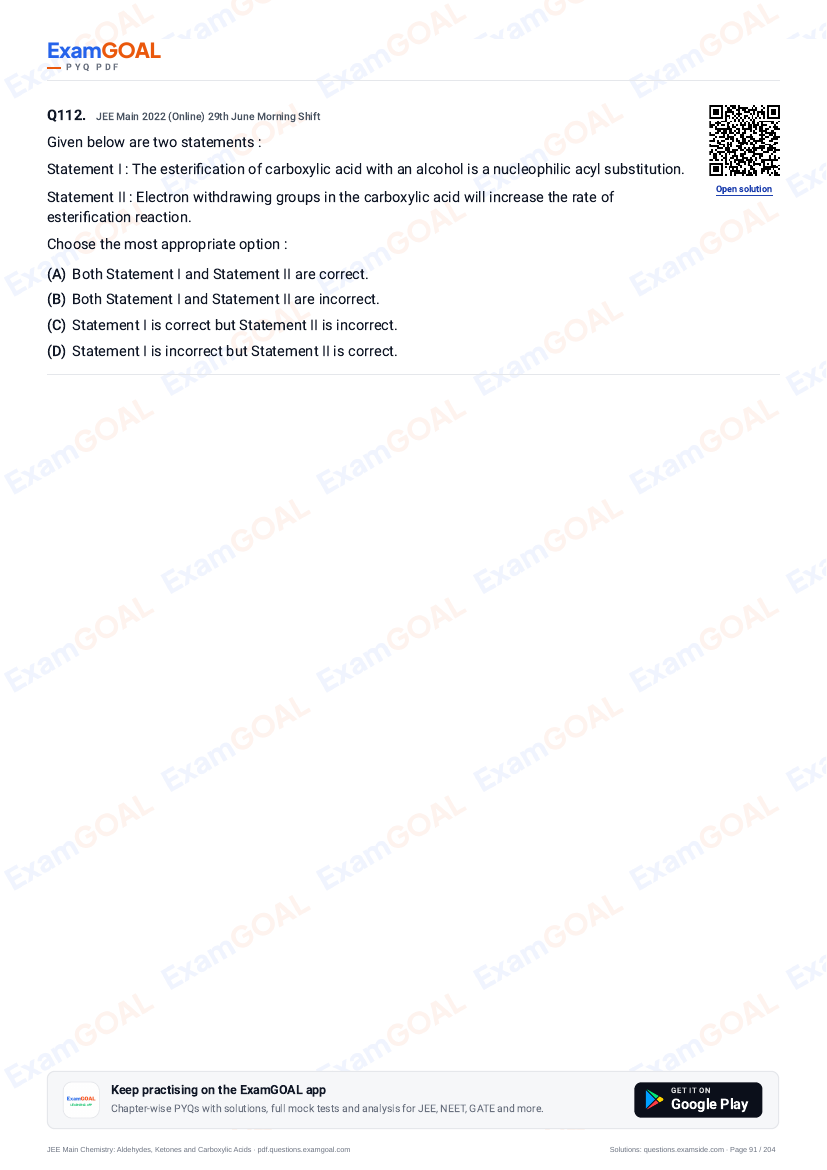 ExamGOAL
PYQ PDF
Q112. JEE Main 2022 (Online) 29th June Morning Shift
Given below are two statements :
Statement I : The esterification of carboxylic acid with an alcohol is a nucleophilic acyl substitution.
Statement II : Electron withdrawing groups in the carboxylic acid will increase the rate of
esterification reaction.
Choose the most appropriate option :
(A) Both Statement I and Statement II are correct.
(B) Both Statement I and Statement II are incorrect.
(C) Statement I is correct but Statement II is incorrect.
(D) Statement I is incorrect but Statement II is correct.
Open solution
Keep practising on the ExamGOAL app
Chapter-wise PYQs with solutions, full mock tests and analysis for JEE, NEET, GATE and more.
ExamGOAL
GET IT ON
Google Play
JEE Main Chemistry: Aldehydes, Ketones and Carboxylic Acids · pdf.questions.examgoal.com
Solutions: questions.examside.com · Page 91 / 204